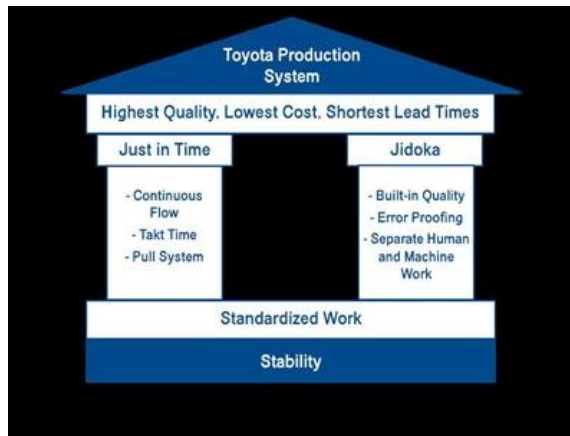 Toyota Production
System
Highest Quality, Lowest Cost, Shortest Lead Times
Just in Time
- Continuous
Flow
- Takt Time
- Pull System
Jidoka
- Built-in Quality
- Error Proofing
- Separate Human
and Machine
Work
Standardized Work
Stability